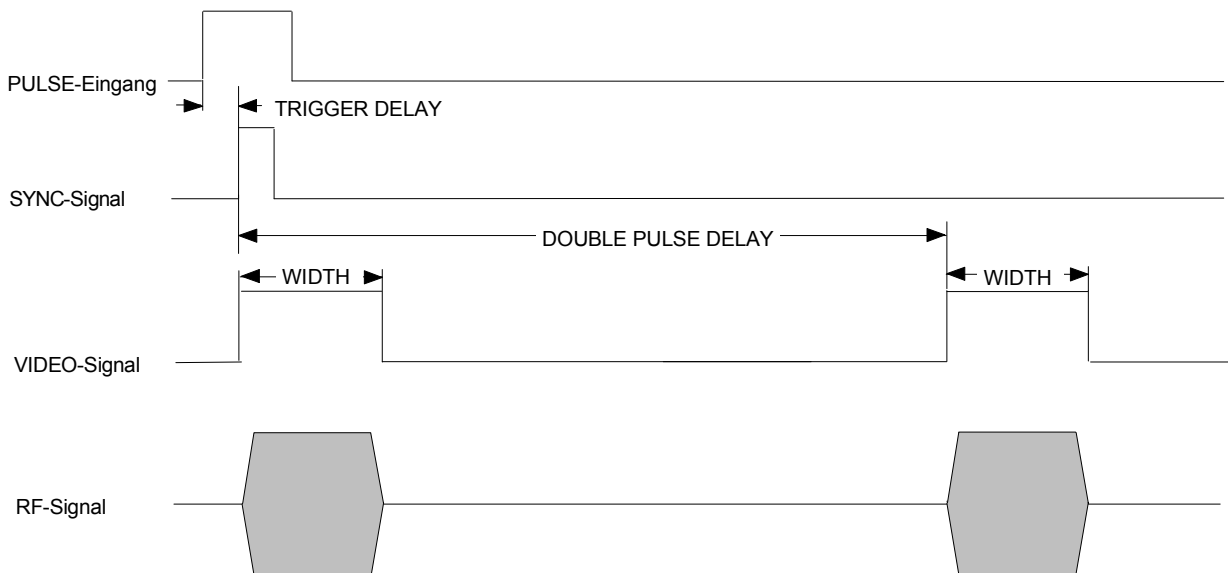 PULSE-Eingang
TRIGGER DELAY
SYNC-Signal
DOUBLE PULSE DELAY
WIDTH
WIDTH
VIDEO-Signal
RF-Signal